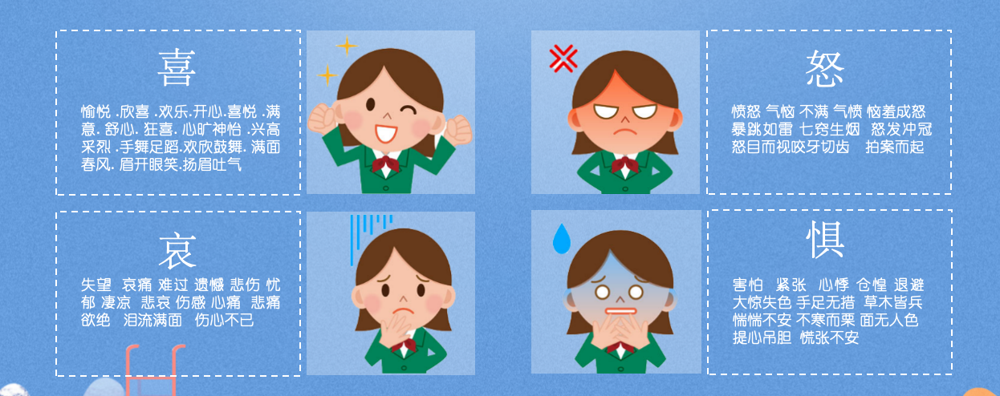 喜
愉悦 .欣喜 .欢乐.开心.喜悦 .满
意. 舒心. 狂喜. 心旷神怡 .兴高
采烈 .手舞足蹈.欢欣鼓舞. 满面
春风. 眉开眼笑.扬眉吐气
怒
愤怒 气恼 不满 气愤 恼羞成怒
暴跳如雷 七窍生烟 怒发冲冠
怒目而视咬牙切齿 拍案而起
哀
失望 哀痛 难过 遗憾 悲伤 忧
郁 凄凉 悲哀 伤感 心痛 悲痛
欲绝 泪流满面 伤心不已
惧
害怕 紧张 心悸 仓惶 退避
大惊失色 手足无措 草木皆兵
惴惴不安 不寒而栗 面无人色
提心吊胆 慌张不安